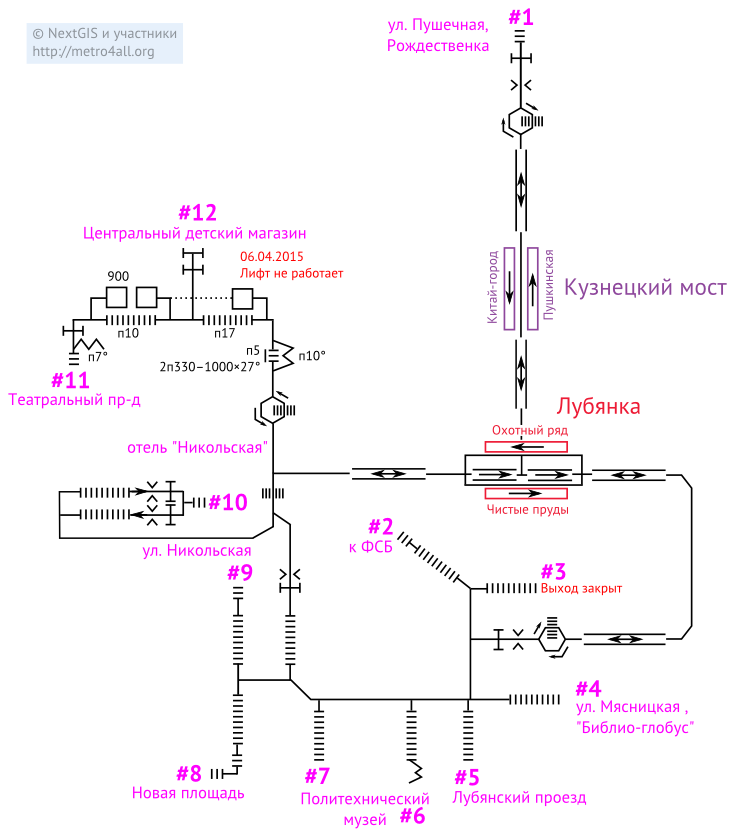 #1
ул. Пушечная,
Рождественка
© NextGIS и участники
http://metro4all.org
#12
Центральный детский магазин
06.04.2015
Лифт не работает
900
п10
п17
п7°
п5
2п330–1000×27°
п10°
#11
Театральный пр-д
Китай-город
Пушкинская
Кузнецкий мост
Лубянка
Охотный ряд
Чистые пруды
отель "Никольская"
#10
ул. Никольская
#2
к ФСБ
#3
Выход закрыт
#9
#4
ул. Мясницкая ,
"Библио-глобус"
#8
Новая площадь
#7
Политехнический
музей #6
#5
Лубянский проезд